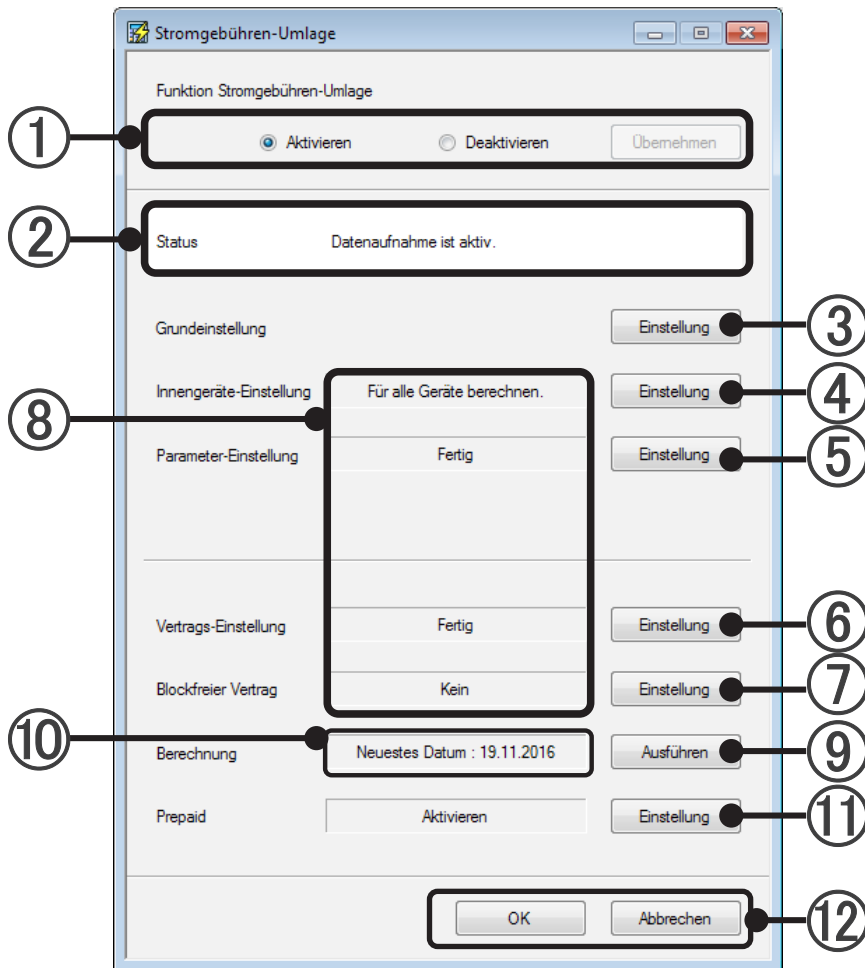 Stromgebühren-Umlage
Funktion Stromgebühren-Umlage
① Aktivieren Deaktivieren Übernehmen
② Status Datenaufnahme ist aktiv.
Grundeinstellung Einstellung ③
Innengeräte-Einstellung Für alle Geräte berechnen. Einstellung ④
⑧
Parameter-Einstellung Fertig Einstellung ⑤
Vertrags-Einstellung Fertig Einstellung ⑥
Blockfreier Vertrag Kein Einstellung ⑦
⑩ Berechnung Neuestes Datum : 19.11.2016 Ausführen ⑨
Prepaid Aktivieren Einstellung ⑪
OK Abbrechen ⑫